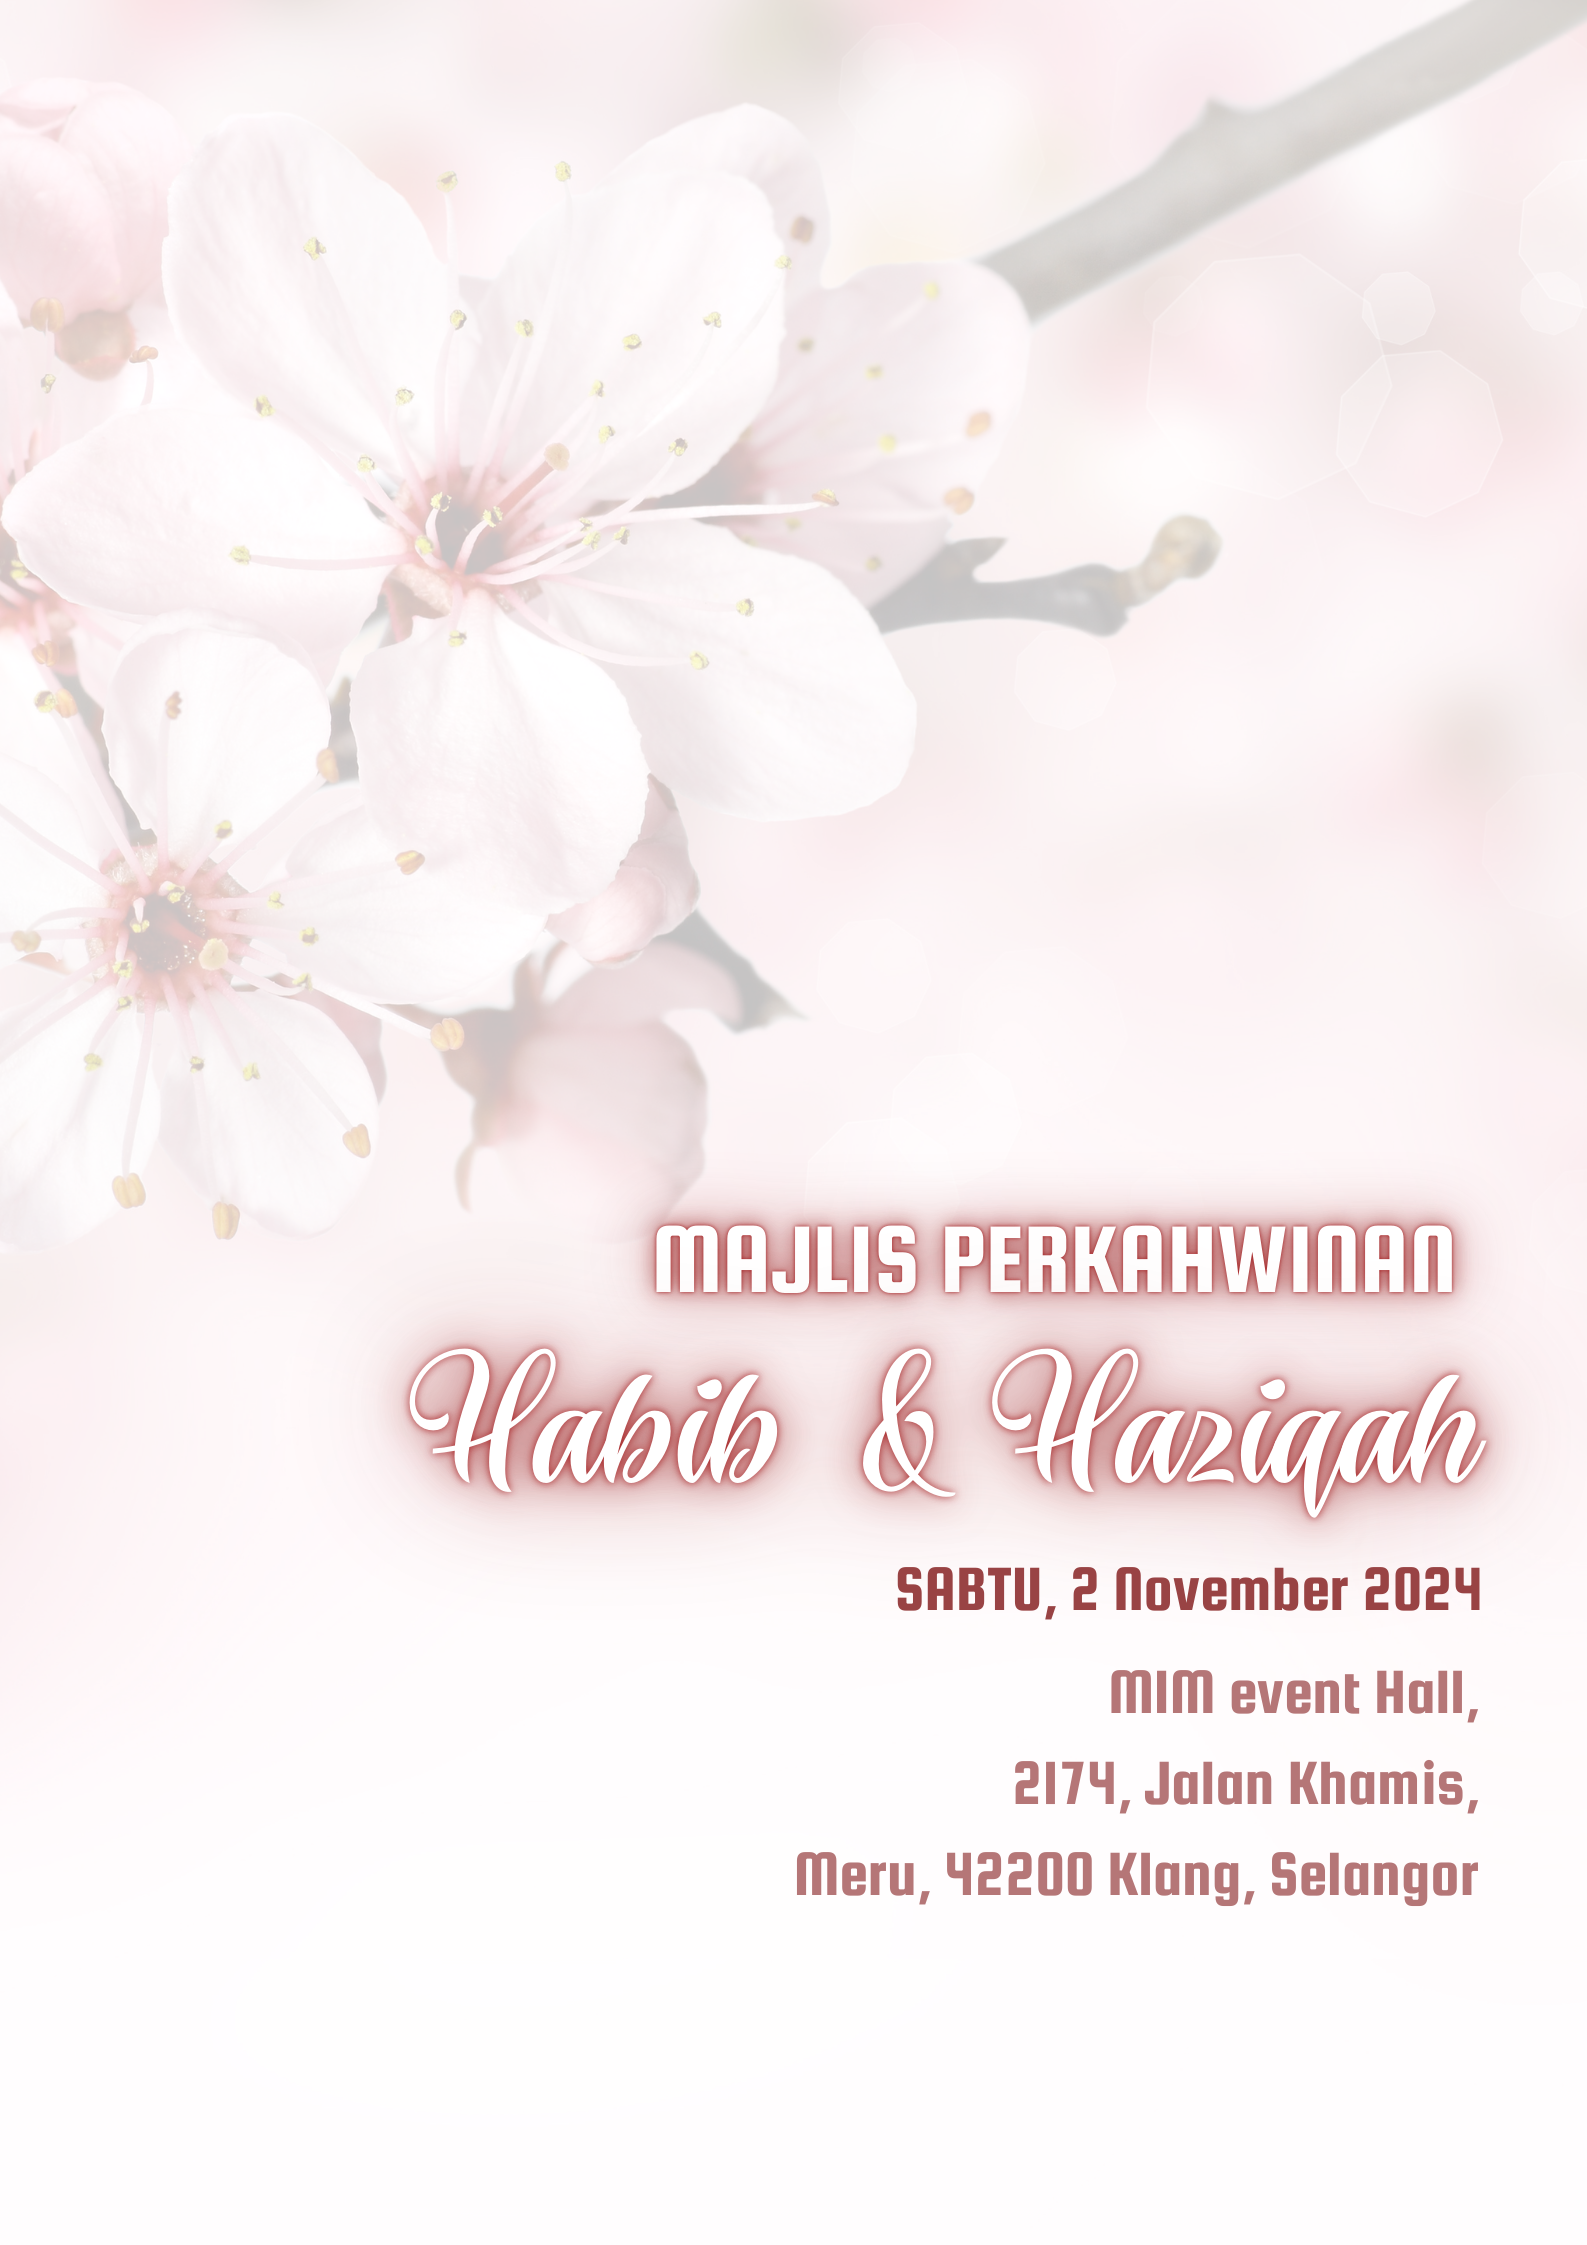 MAJLIS PERKAHWINAN
Habib & Haziqah
SABTU, 2 November 2024
MIM event Hall,
2174, Jalan Khamis,
Meru, 42200 Klang, Selangor